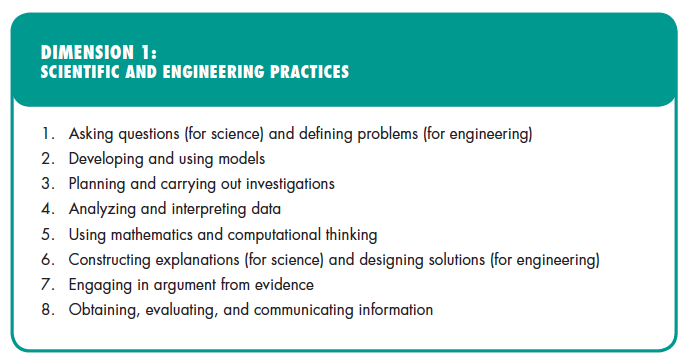 DIMENSION 1:
SCIENTIFIC AND ENGINEERING PRACTICES
1. Asking questions (for science) and defining problems (for engineering)
2. Developing and using models
3. Planning and carrying out investigations
4. Analyzing and interpreting data
5. Using mathematics and computational thinking
6. Constructing explanations (for science) and designing solutions (for engineering)
7. Engaging in argument from evidence
8. Obtaining, evaluating, and communicating information